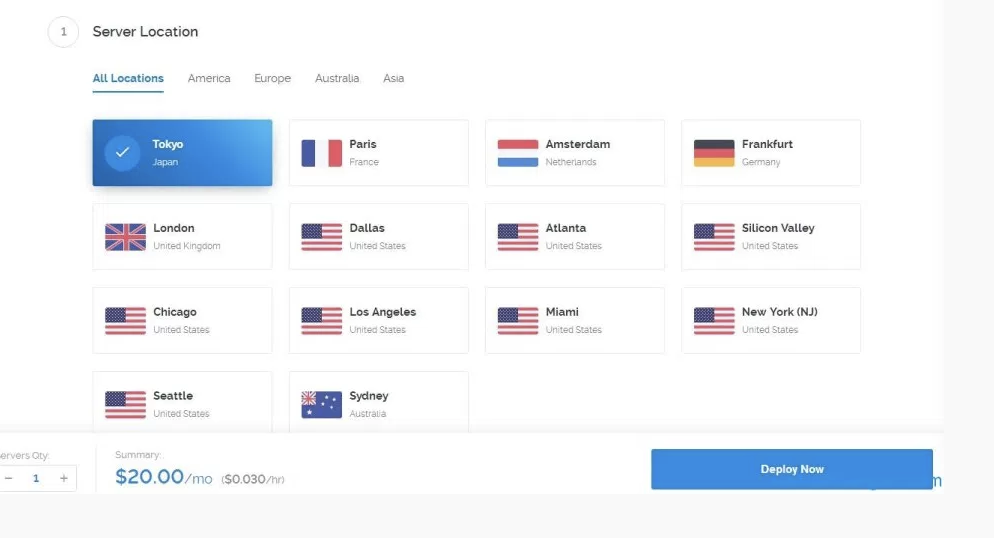 1 Server Location
All Locations America Europe Australia Asia
Tokyo Paris Amsterdam Frankfurt
Japan France Netherlands Germany
London Dallas Atlanta Silicon Valley
United Kingdom United States United States United States
Chicago Los Angeles Miami New York (NJ)
United States United States United States United States
Seattle Sydney
United States Australia
ervers Qty: Summary:
− 1 + $20.00/mo ($0.030/hr) Deploy Now